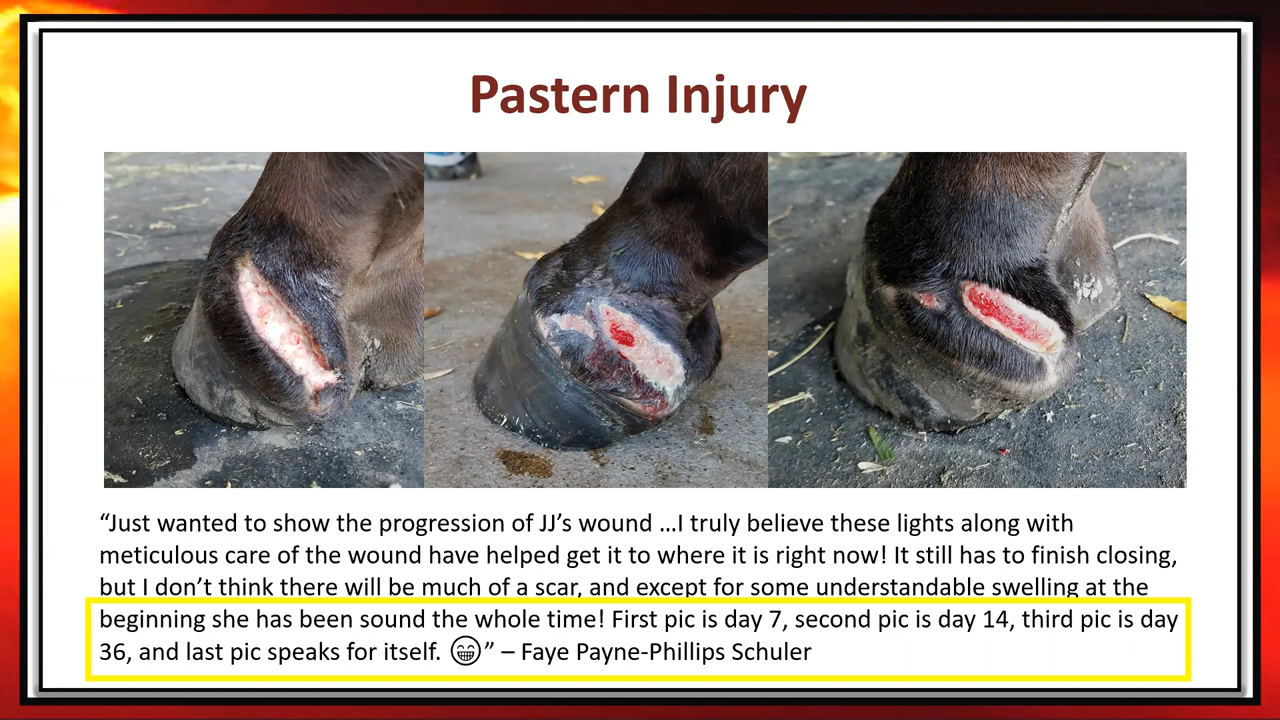 Pastern Injury
“Just wanted to show the progression of JJ’s wound …I truly believe these lights along with
meticulous care of the wound have helped get it to where it is right now! It still has to finish closing,
but I don’t think there will be much of a scar, and except for some understandable swelling at the
beginning she has been sound the whole time! First pic is day 7, second pic is day 14, third pic is day
36, and last pic speaks for itself. 😁” – Faye Payne-Phillips Schuler